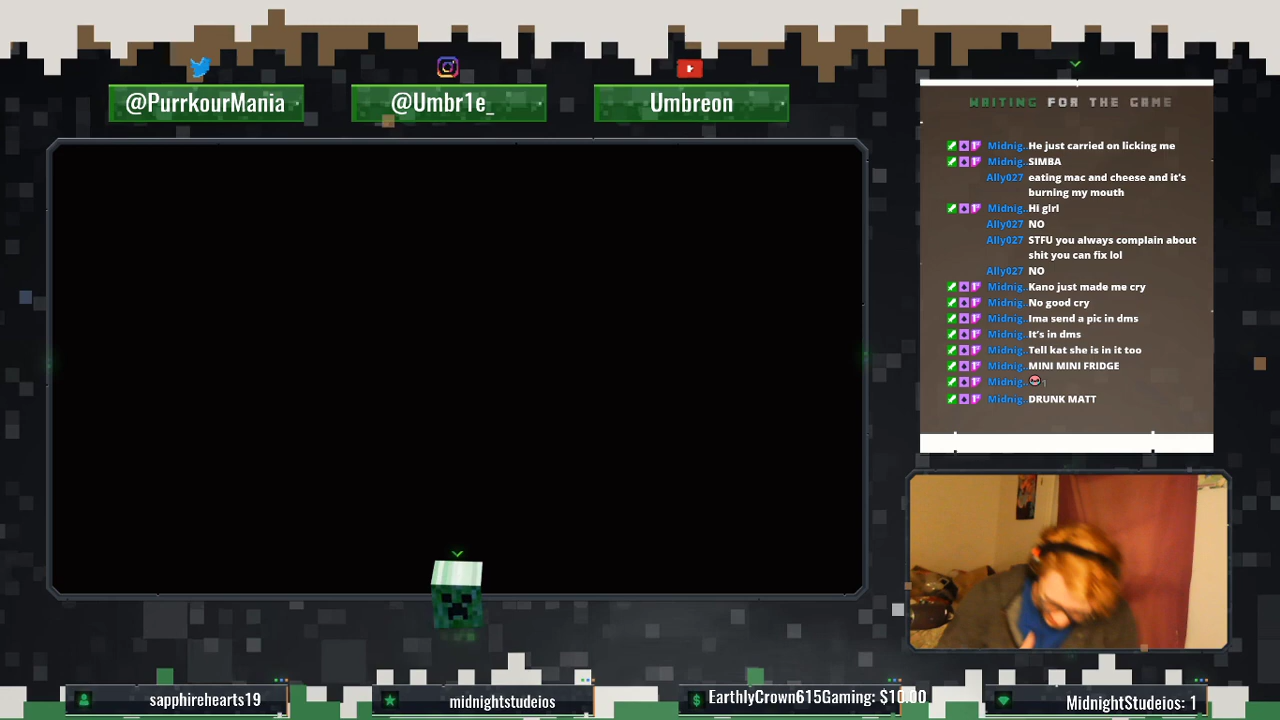 @PurrkourMania
@Umbr1e_
Umbreon
WAITING FOR THE GAME
Midnig.. He just carried on licking me
Midnig.. SIMBA
Ally027 eating mac and cheese and it's
burning my mouth
Midnig.. Hi girl
Ally027 NO
Ally027 STFU you always complain about
shit you can fix lol
Ally027 NO
Midnig.. Kano just made me cry
Midnig.. No good cry
Midnig.. Ima send a pic in dms
Midnig.. It's in dms
Midnig.. Tell kat she is in it too
Midnig.. MINI MINI FRIDGE
Midnig.. 1
Midnig.. DRUNK MATT
sapphirehearts19
midnightstudeios
EarthlyCrown615Gaming: $10.00
MidnightStudeios: 1